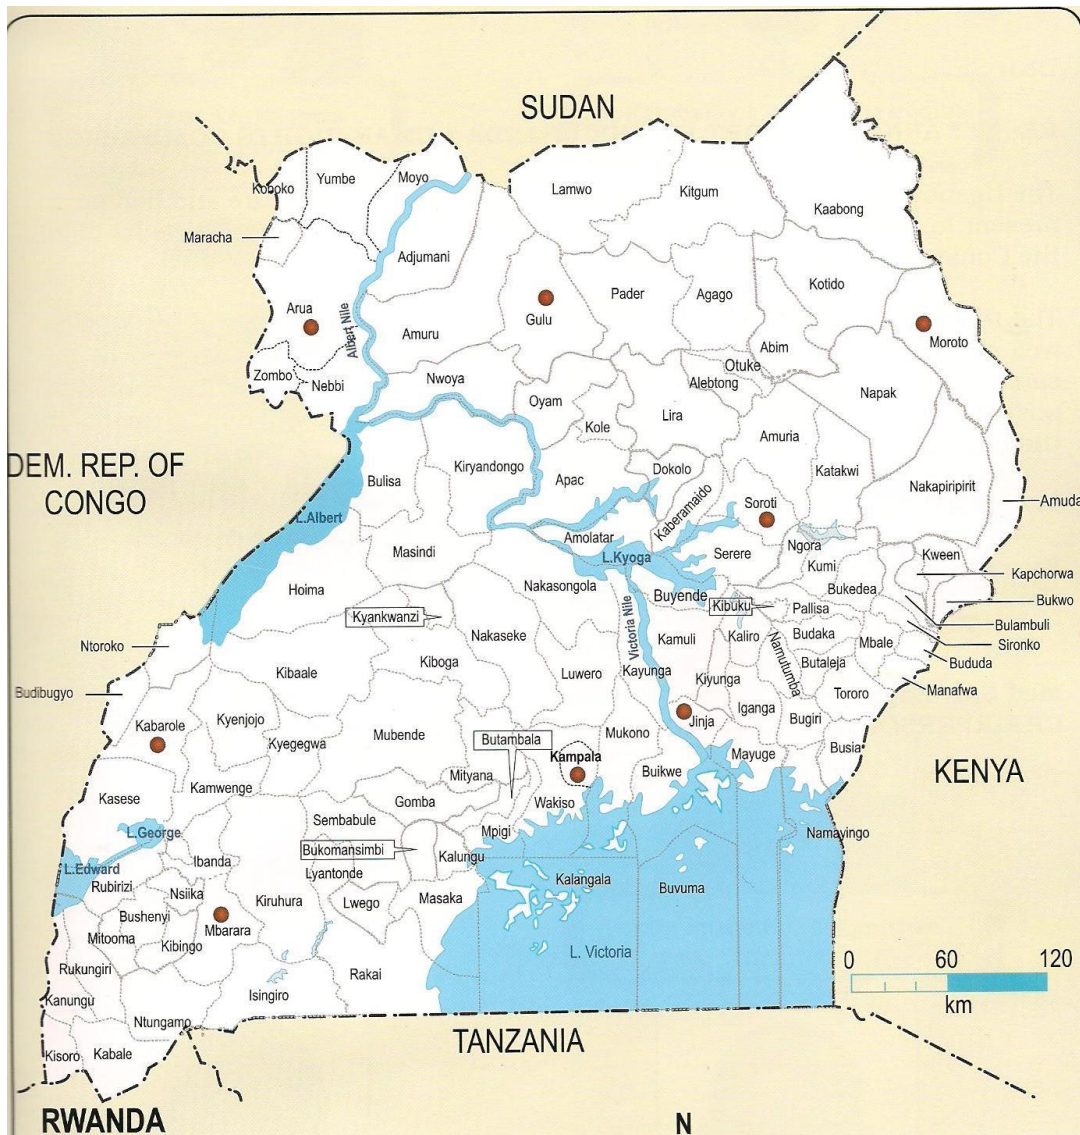 SUDAN
Koboko
Yumbe
Moyo
Lamwo
Kitgum
Kaabong
Maracha
Adjumani
Arua
Albert Nile
Amuru
Gulu
Pader
Agago
Kotido
Moroto
Zombo
Nebbi
Nwoya
Oyam
Kole
Lira
Otuke
Alebtong
Abim
Napak
DEM. REP. OF
CONGO
Bulisa
Kiryandongo
Apac
Dokolo
Kaberamaido
Amuria
Katakwi
Nakapiripirit
Amuda
L.Albert
Masindi
Amolatar
L.Kyoga
Soroti
Serere
Ngora
Kumi
Bukedea
Kween
Kapchorwa
Bukwo
Bulambuli
Sironko
Bududa
Manafwa
Hoima
Kyankwanzi
Nakasongola
Buyende
Kibuku
Pallisa
Ntoroko
Kibaale
Kiboga
Nakaseke
Luwero
Victoria Nile
Kayunga
Kamuli
Kaliro
Namutumba
Budaka
Butaleja
Mbale
Tororo
Budibugyo
Kabarole
Kyenjojo
Kyegegwa
Mubende
Butambala
Kampala
Mukono
Jinja
Kiyunga
Iganga
Bugiri
Busia
KENYA
Kasese
Kamwenge
Mityana
Gomba
Wakiso
Buikwe
Mayuge
Namayingo
L.George
L.Edward
Sembabule
Bukomansimbi
Mpigi
Kalungu
Ibanda
Rubirizi
Nsiika
Kiruhura
Lyantonde
Lwego
Masaka
Kalangala
Buvuma
Bushenyi
Mbarara
Mitooma
Kibingo
Rukungiri
L. Victoria
Kanungu
Isingiro
Rakai
Ntungamo
Kisoro
Kabale
0 60 120
km
TANZANIA
RWANDA
N